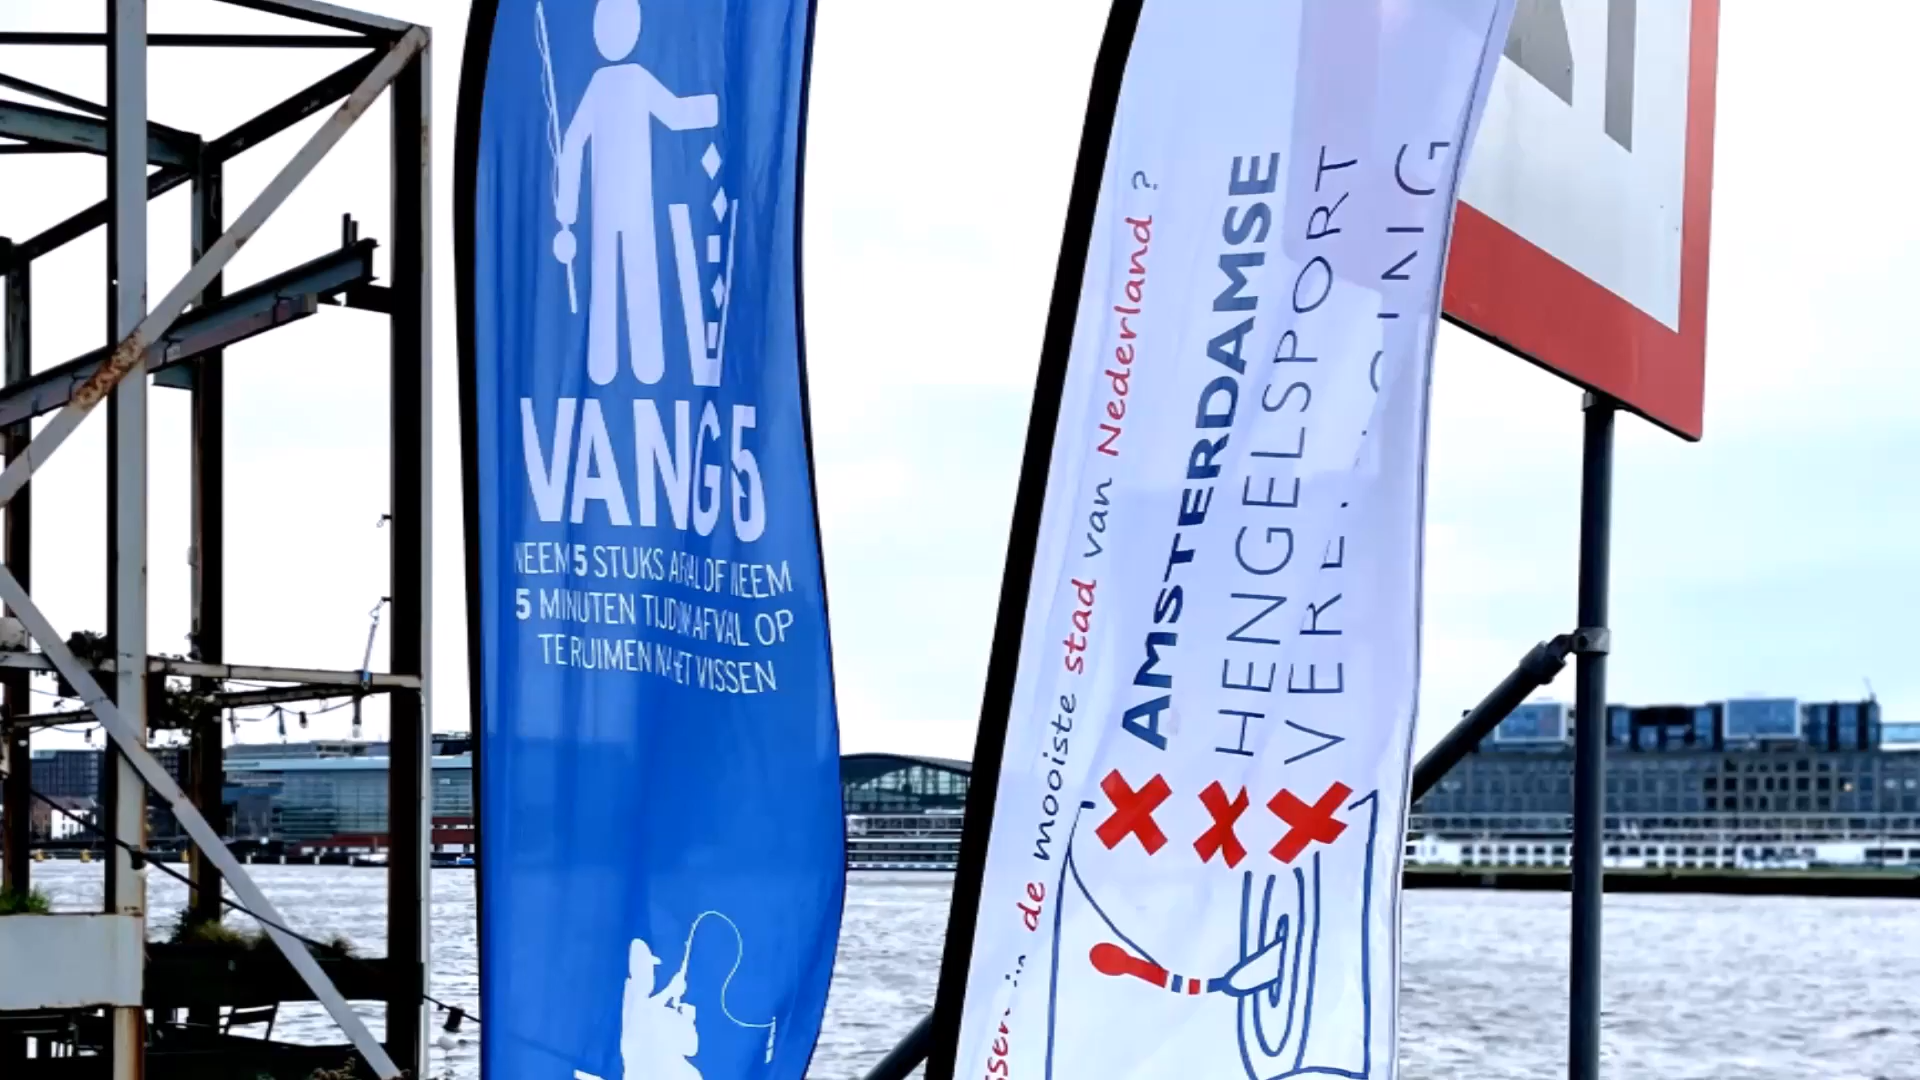 VANG 5
NEEM 5 STUKS AFVAL OF NEEM
5 MINUTEN TIJD OM AFVAL OP
TE RUIMEN NA HET VISSEN
in de mooiste stad van Nederland ?
AMSTERDAMSE
HENGELSPORT